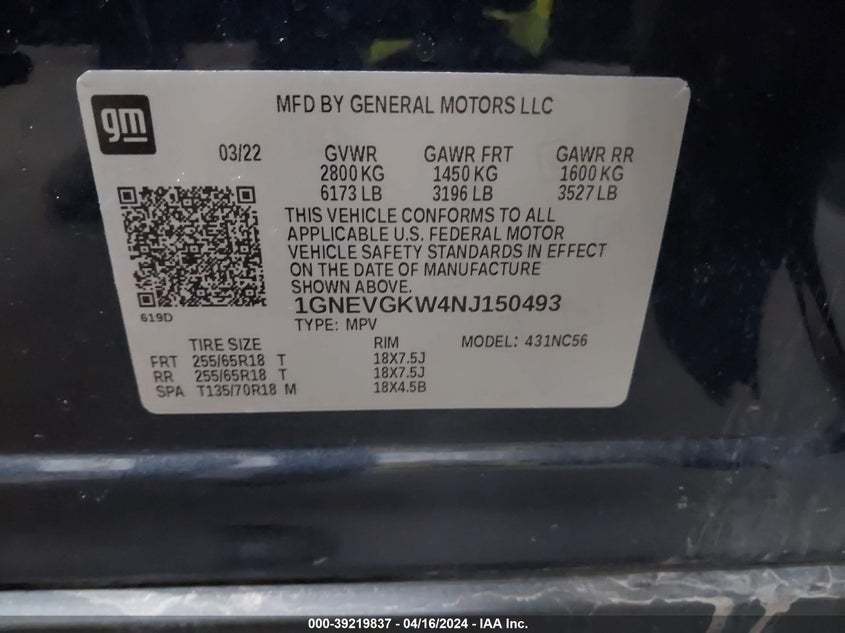 gm
MFD BY GENERAL MOTORS LLC
03/22 GVWR GAWR FRT GAWR RR
2800 KG 1450 KG 1600 KG
6173 LB 3196 LB 3527 LB
THIS VEHICLE CONFORMS TO ALL
APPLICABLE U.S. FEDERAL MOTOR
VEHICLE SAFETY STANDARDS IN EFFECT
ON THE DATE OF MANUFACTURE
SHOWN ABOVE.
1GNEVGKW4NJ150493
619D
TYPE: MPV
TIRE SIZE RIM MODEL: 431NC56
FRT 255/65R18 T 18X7.5J
RR 255/65R18 T 18X7.5J
SPA T135/70R18 M 18X4.5B
000-39219837 - 04/16/2024 - IAA Inc.